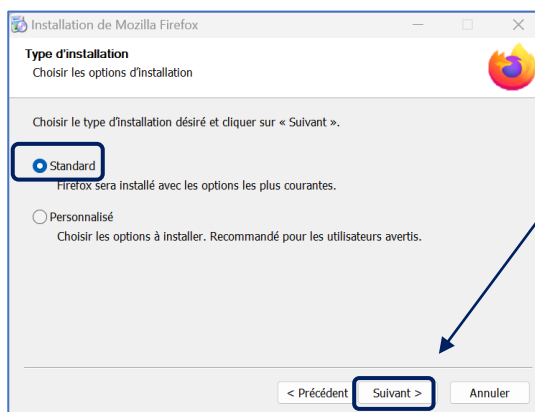 Installation de Mozilla Firefox
Type d'installation
Choisir les options d'installation
Choisir le type d'installation désiré et cliquer sur « Suivant ».
Standard
Firefox sera installé avec les options les plus courantes.
Personnalisé
Choisir les options à installer. Recommandé pour les utilisateurs avertis.
< Précédent Suivant > Annuler